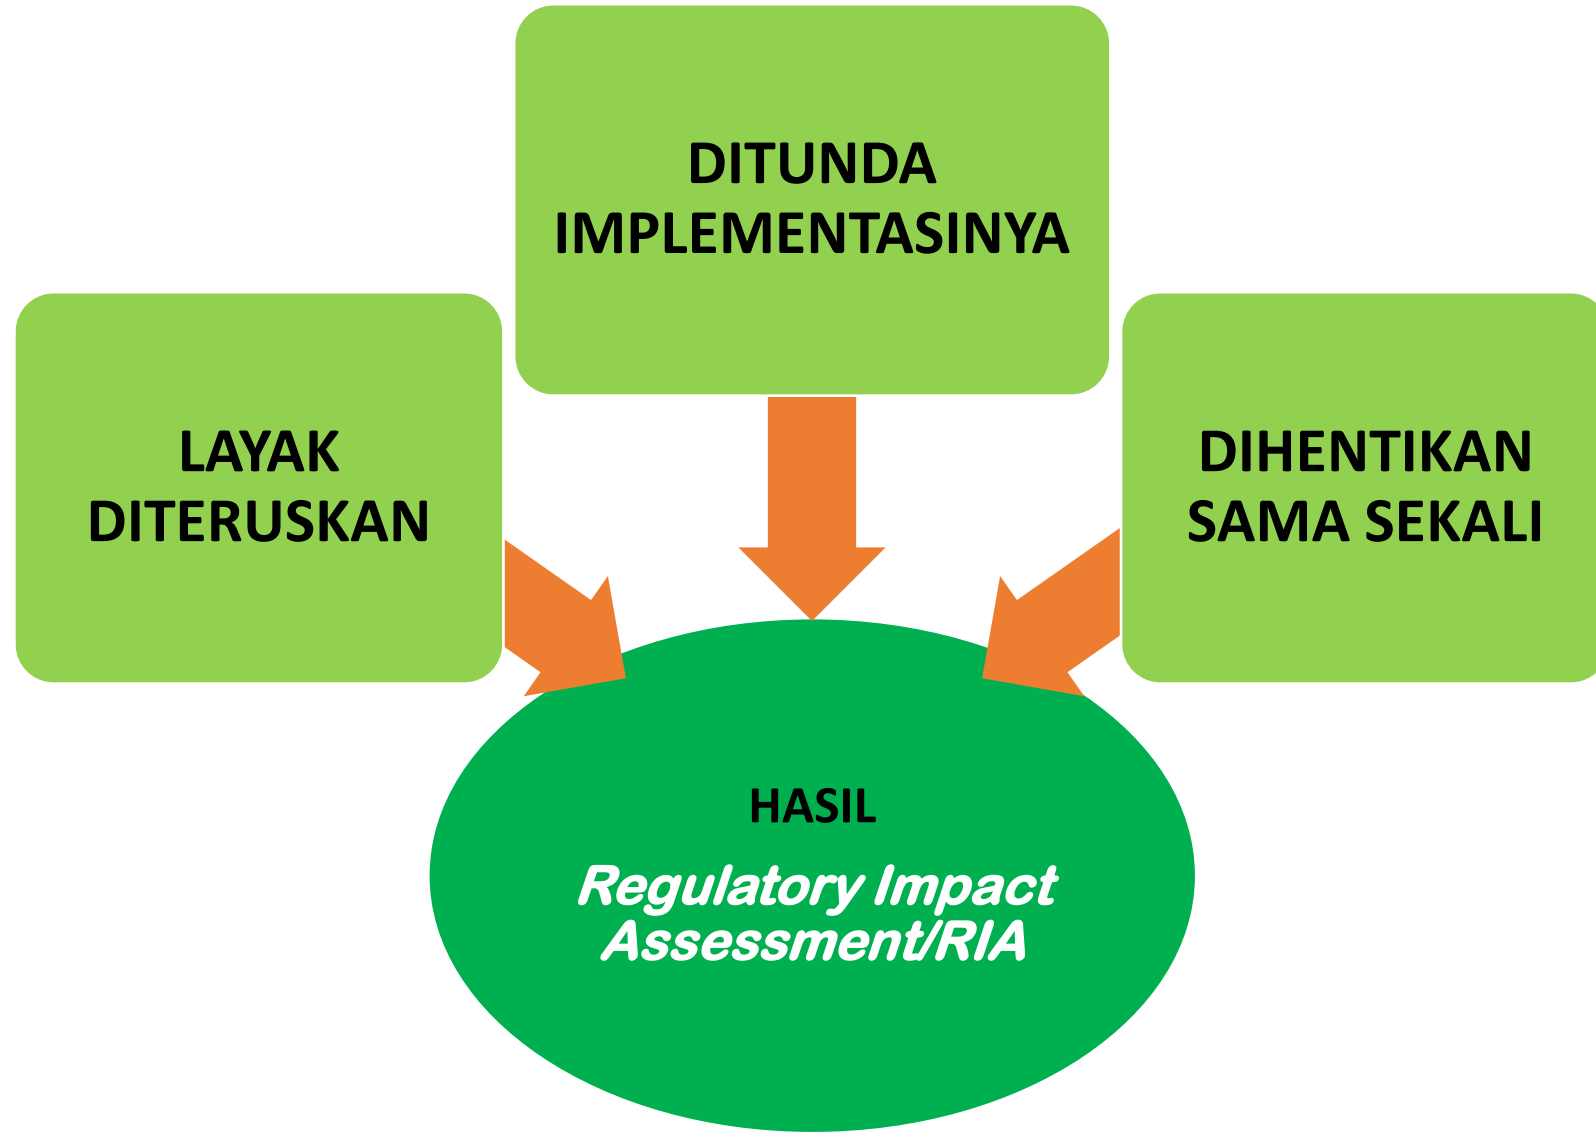 DITUNDA
IMPLEMENTASINYA
LAYAK
DITERUSKAN
DIHENTIKAN
SAMA SEKALI
HASIL
Regulatory Impact
Assessment/RIA